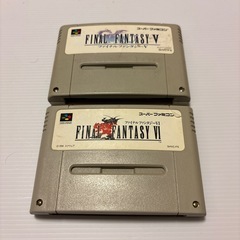 スーパーファミコン
FINAL FANTASY V
ファイナルファンタジーV
スーパーファミコン
FINAL FANTASY VI
ファイナルファンタジーVI